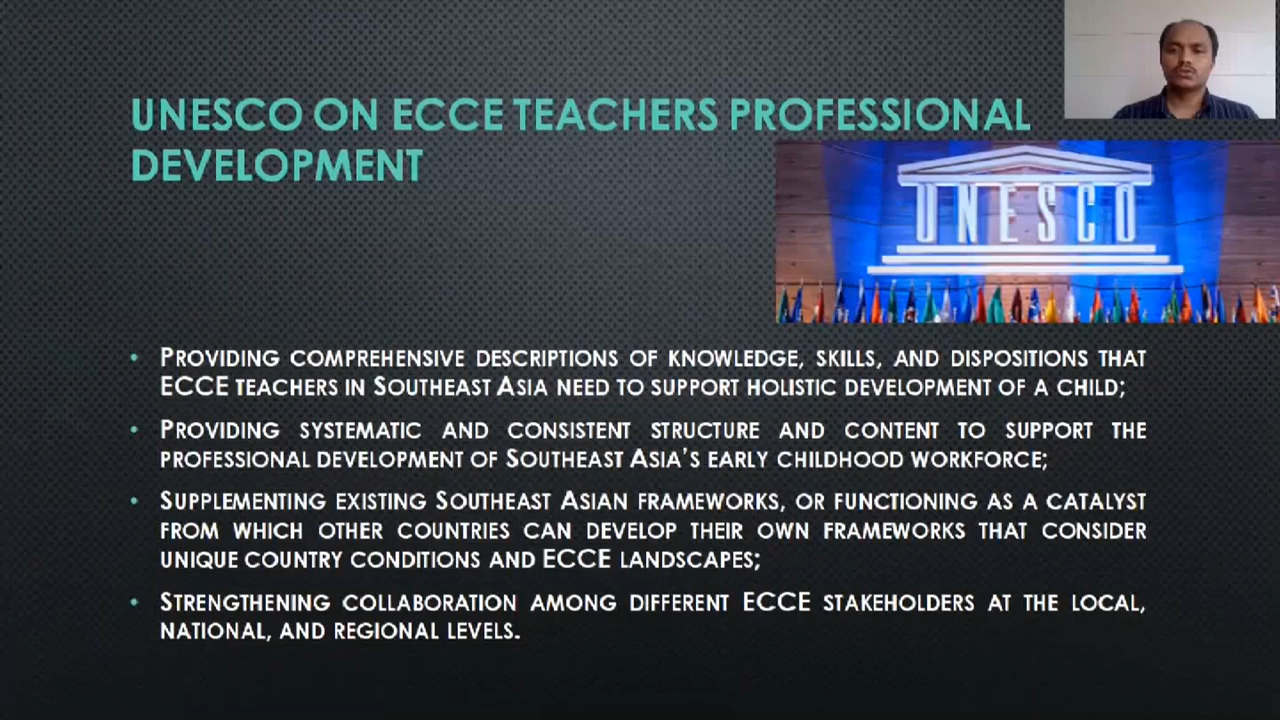 UNESCO ON ECCE TEACHERS PROFESSIONAL
DEVELOPMENT
UNESCO
• PROVIDING COMPREHENSIVE DESCRIPTIONS OF KNOWLEDGE, SKILLS, AND DISPOSITIONS THAT
ECCE TEACHERS IN SOUTHEAST ASIA NEED TO SUPPORT HOLISTIC DEVELOPMENT OF A CHILD;
• PROVIDING SYSTEMATIC AND CONSISTENT STRUCTURE AND CONTENT TO SUPPORT THE
PROFESSIONAL DEVELOPMENT OF SOUTHEAST ASIA'S EARLY CHILDHOOD WORKFORCE;
• SUPPLEMENTING EXISTING SOUTHEAST ASIAN FRAMEWORKS, OR FUNCTIONING AS A CATALYST
FROM WHICH OTHER COUNTRIES CAN DEVELOP THEIR OWN FRAMEWORKS THAT CONSIDER
UNIQUE COUNTRY CONDITIONS AND ECCE LANDSCAPES;
• STRENGTHENING COLLABORATION AMONG DIFFERENT ECCE STAKEHOLDERS AT THE LOCAL,
NATIONAL, AND REGIONAL LEVELS.